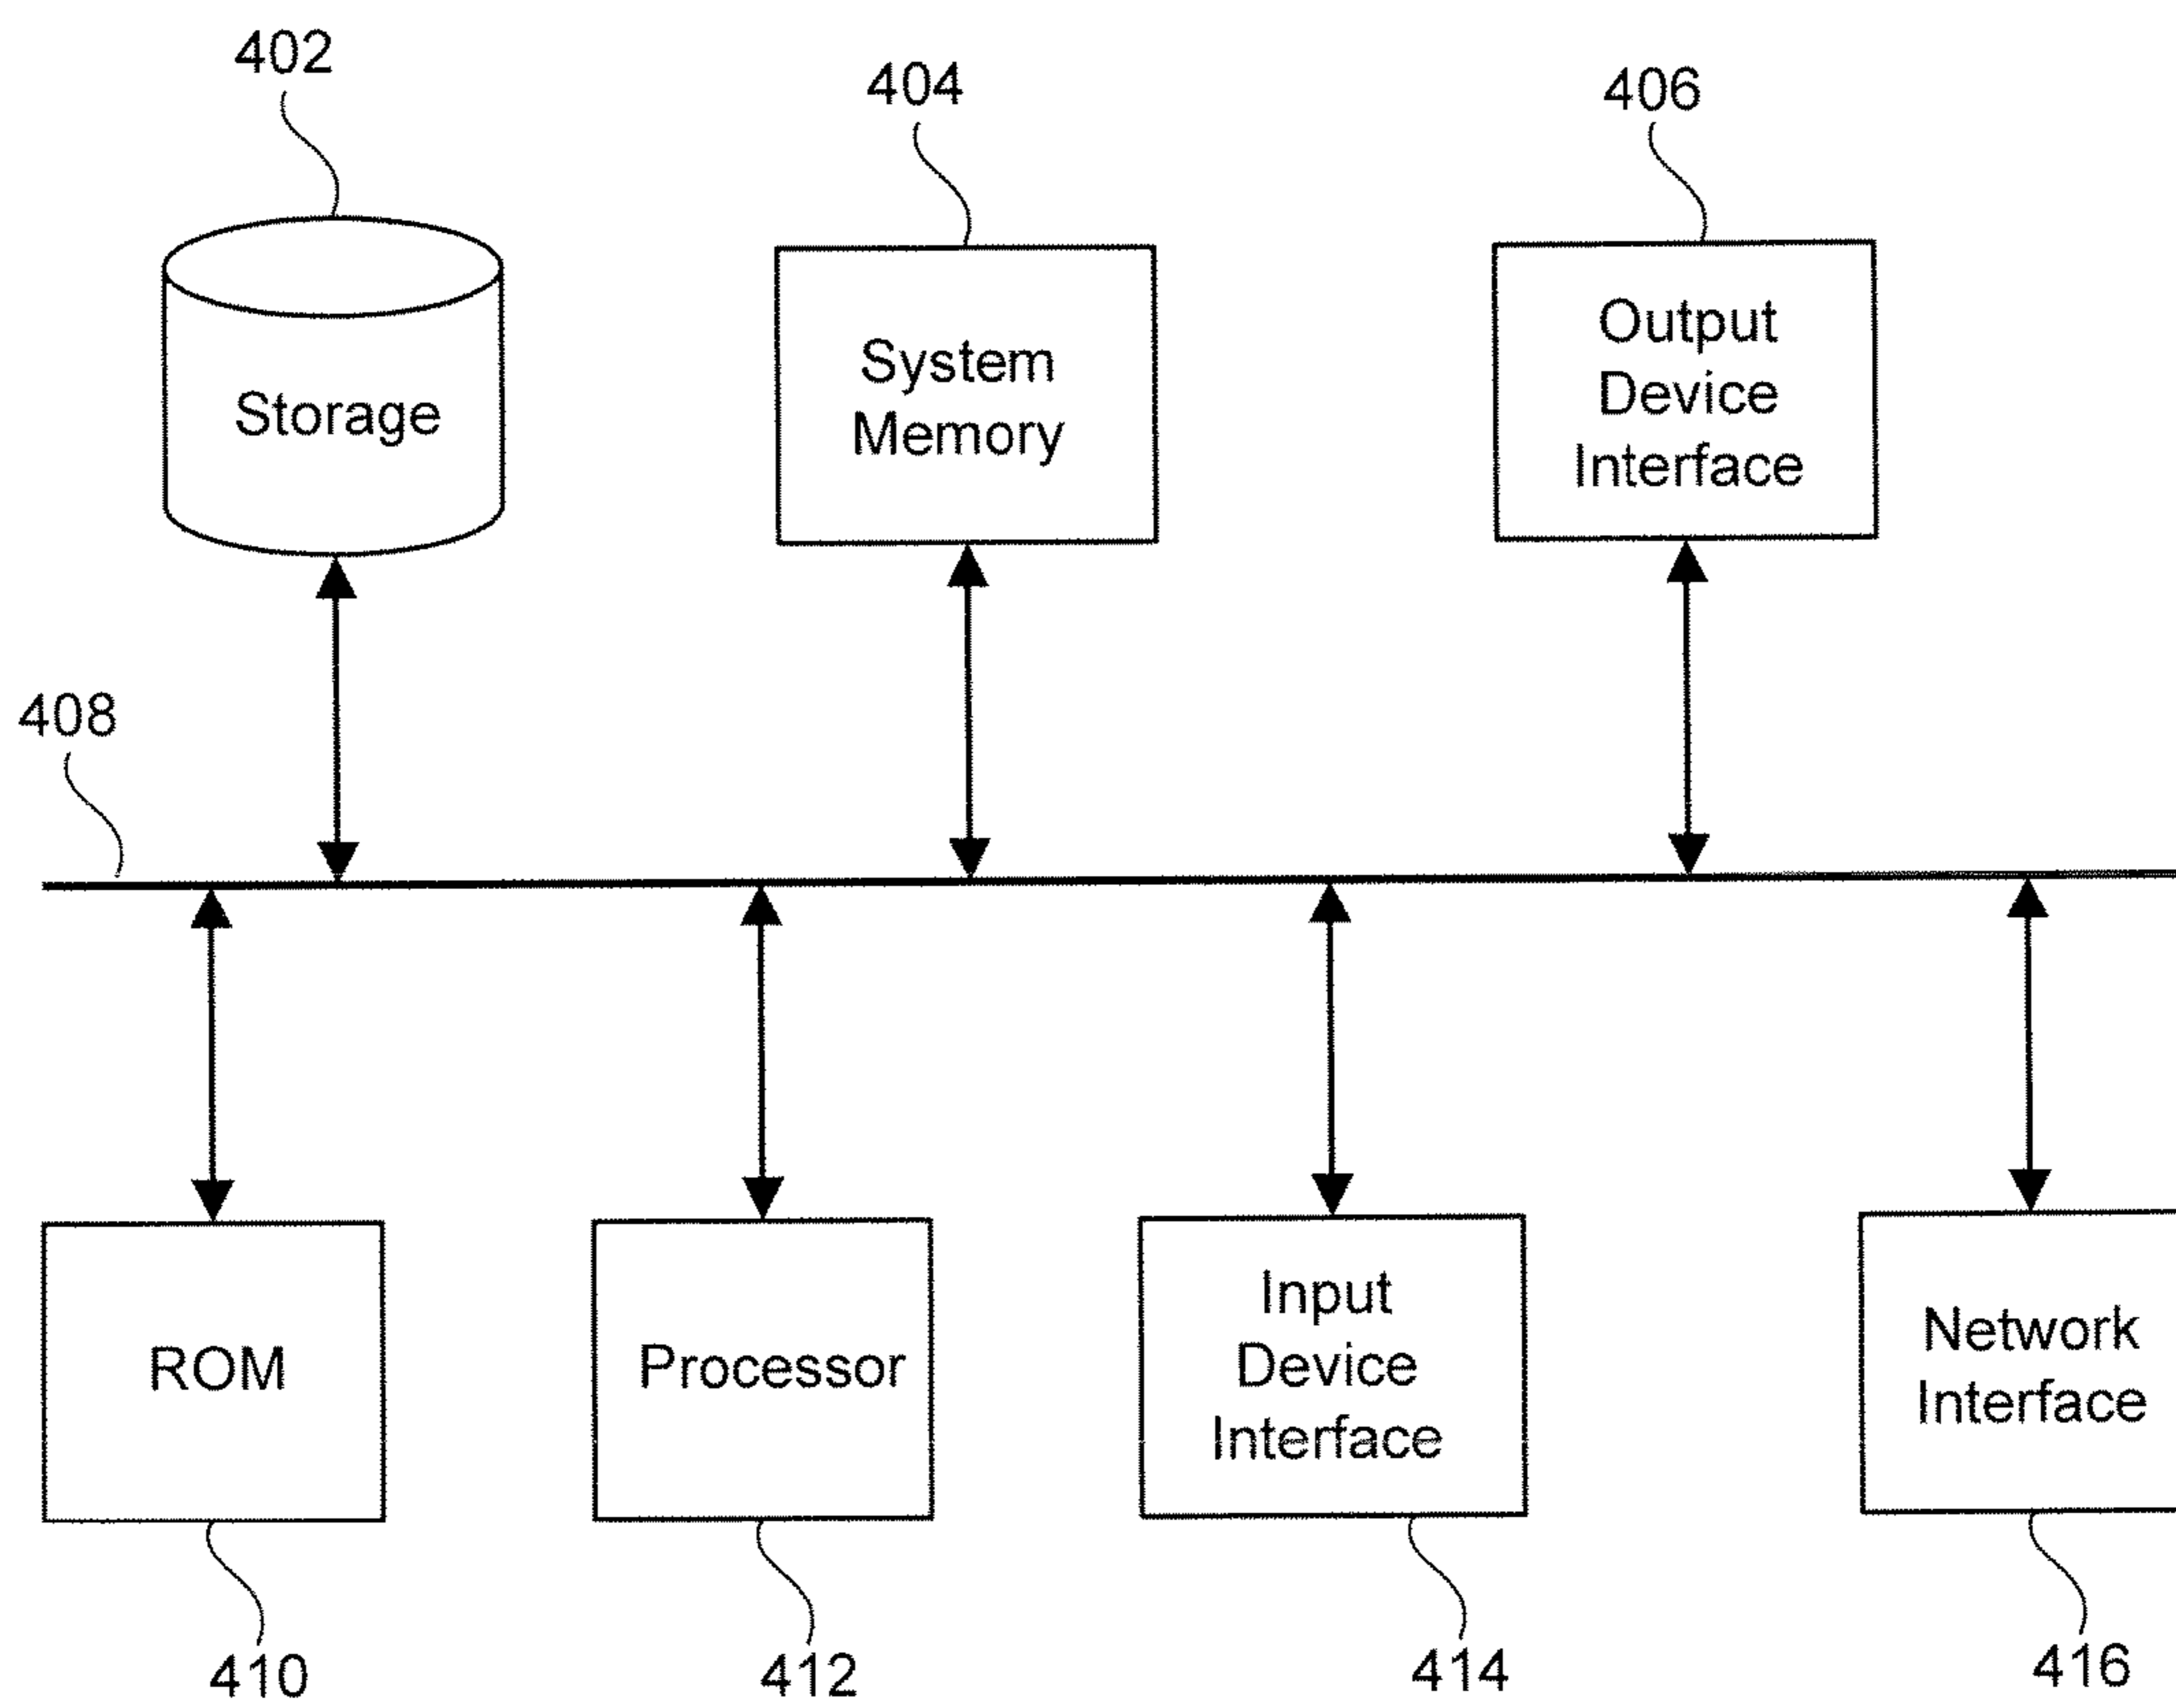 402
404
406
Storage
System
Memory
Output
Device
Interface
408
ROM
Processor
Input
Device
Interface
Network
Interface
410
412
414
416